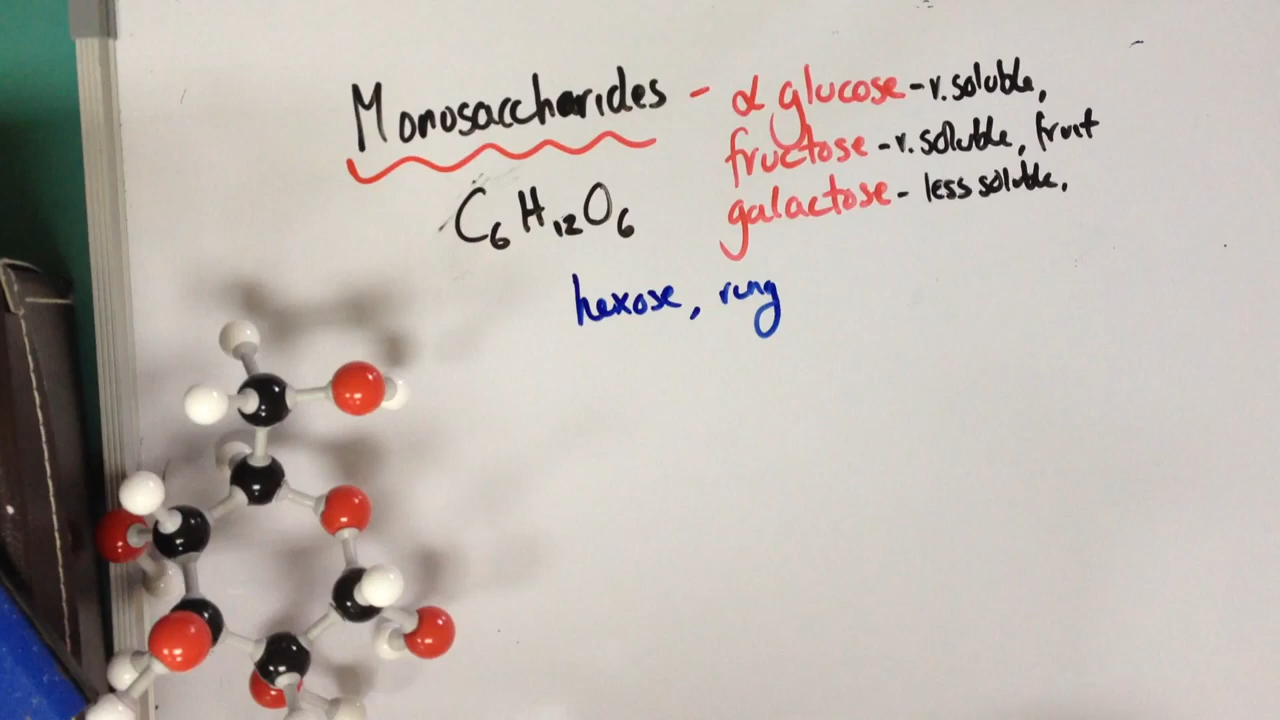 Monosaccharides - α glucose - v. soluble,
fructose - v. soluble, fruit
galactose - less soluble.
C₆H₁₂O₆
hexose, ring